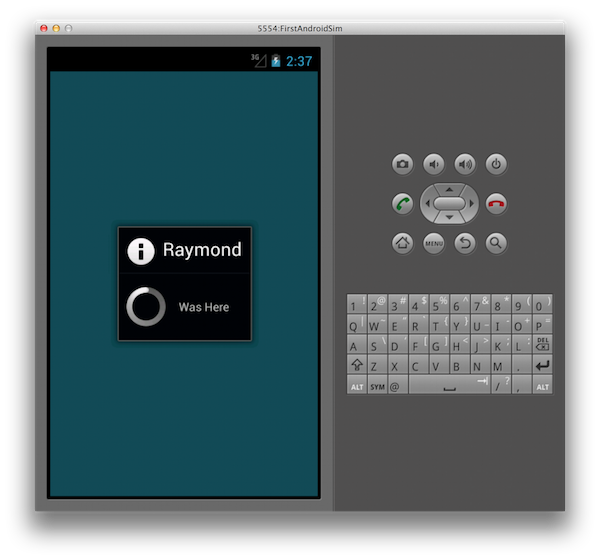 5554:FirstAndroidSim
3G 2:37
Raymond
Was Here
MENU
1 ! 2 @ 3 # 4 $ 5 % 6 ^ 7 & 8 * 9 ( 0 )
Q | W ~ E " R ` T { Y } U _ I - O + P =
A S \ D ' F [ G ] H < J > K ; L : DEL
Z X C V B N M .
ALT SYM @ / ? , ALT